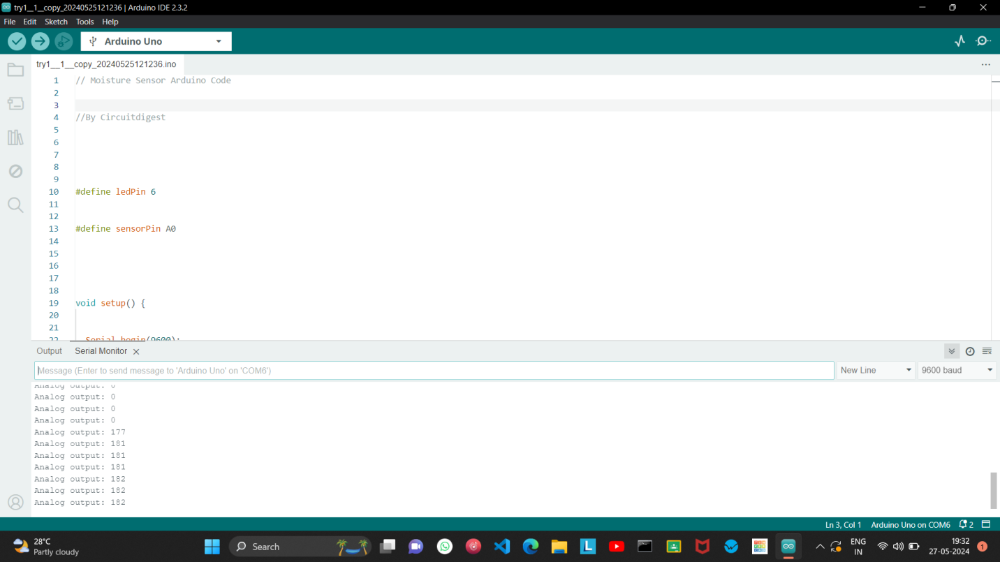 try1__1__copy_20240525121236 | Arduino IDE 2.3.2
File Edit Sketch Tools Help
Arduino Uno
try1__1__copy_20240525121236.ino
1 // Moisture Sensor Arduino Code
2
3
4 //By Circuitdigest
5
6
7
8
9
10 #define ledPin 6
11
12
13 #define sensorPin A0
14
15
16
17
18
19 void setup() {
20
21
22 Serial.begin(9600);
Output Serial Monitor
Message (Enter to send message to 'Arduino Uno' on 'COM6') New Line 9600 baud
Analog output: 0
Analog output: 0
Analog output: 0
Analog output: 0
Analog output: 177
Analog output: 181
Analog output: 181
Analog output: 181
Analog output: 182
Analog output: 182
Analog output: 182
Ln 3, Col 1 Arduino Uno on COM6 2
28°C
Partly cloudy
Search
L
ENG
IN
19:32
27-05-2024
1